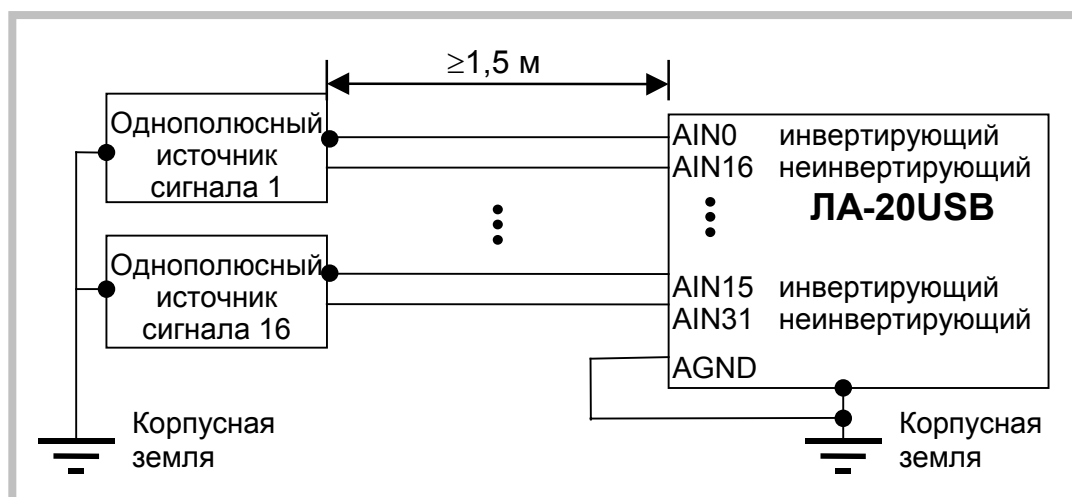 ≥1,5 м
Однополюсный
источник
сигнала 1
AIN0 инвертирующий
AIN16 неинвертирующий
ЛА-20USB
Однополюсный
источник
сигнала 16
AIN15 инвертирующий
AIN31 неинвертирующий
AGND
Корпусная
земля
Корпусная
земля